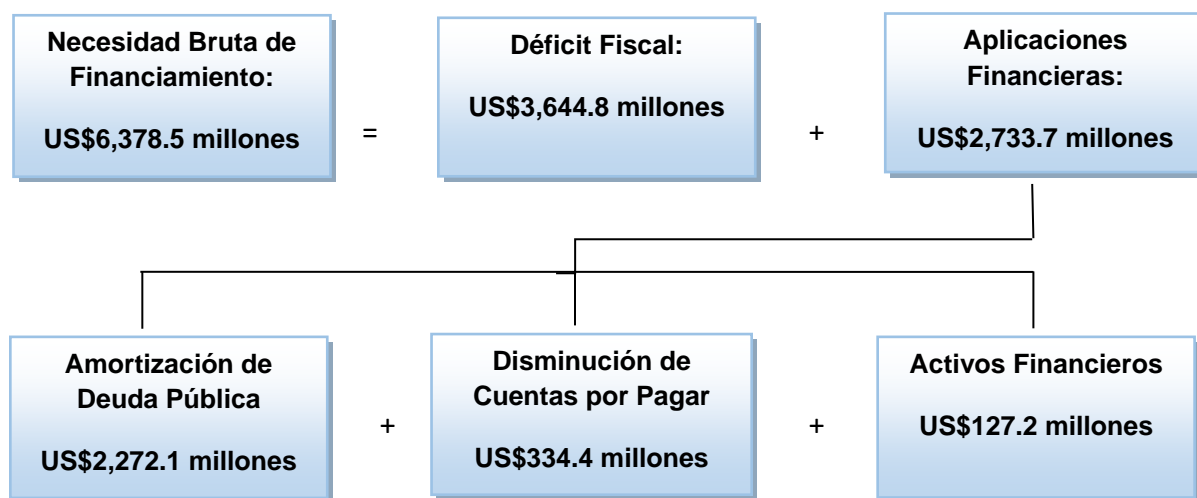 Necesidad Bruta de
Financiamiento:
US$6,378.5 millones
=
Déficit Fiscal:
US$3,644.8 millones
+
Aplicaciones
Financieras:
US$2,733.7 millones
Amortización de
Deuda Pública
US$2,272.1 millones
+
Disminución de
Cuentas por Pagar
US$334.4 millones
+
Activos Financieros
US$127.2 millones